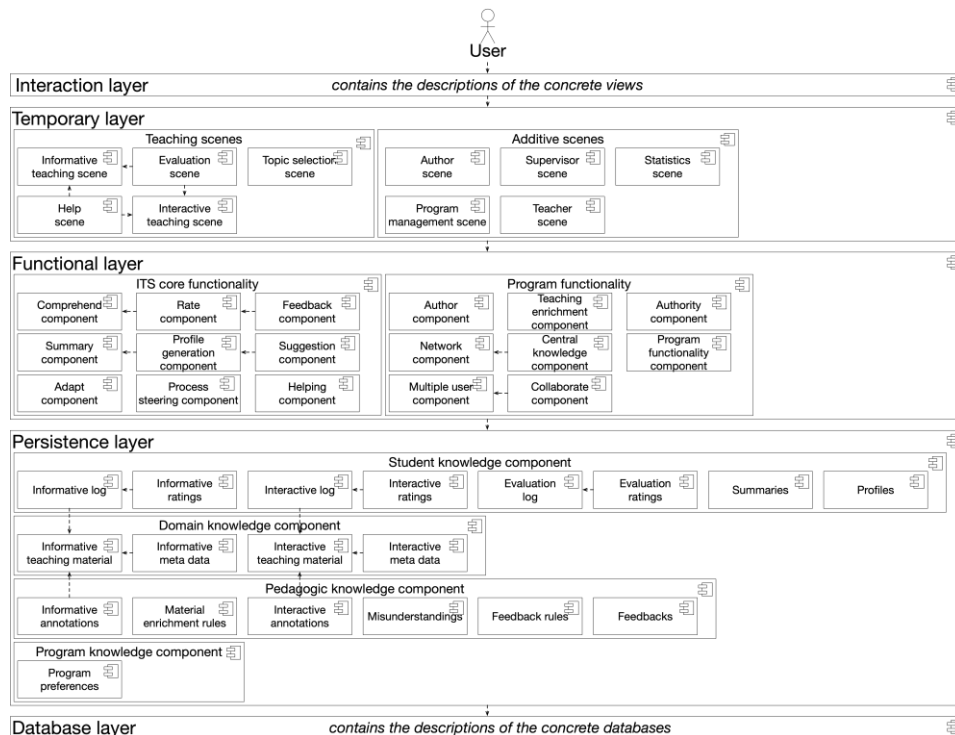 User
Interaction layer
contains the descriptions of the concrete views
Temporary layer
Teaching scenes
Informative
teaching scene
Evaluation
scene
Topic selection
scene
Help
scene
Interactive
teaching scene
Additive scenes
Author
scene
Supervisor
scene
Statistics
scene
Program
management scene
Teacher
scene
Functional layer
ITS core functionality
Comprehend
component
Rate
component
Feedback
component
Summary
component
Profile
generation
component
Suggestion
component
Adapt
component
Process
steering component
Helping
component
Program functionality
Author
component
Teaching
enrichment
component
Authority
component
Network
component
Central
knowledge
component
Program
functionality
component
Multiple user
component
Collaborate
component
Persistence layer
Student knowledge component
Informative log
Informative
ratings
Interactive log
Interactive
ratings
Evaluation
log
Evaluation
ratings
Summaries
Profiles
Domain knowledge component
Informative
teaching material
Informative
meta data
Interactive
teaching material
Interactive
meta data
Pedagogic knowledge component
Informative
annotations
Material
enrichment rules
Interactive
annotations
Misunderstandings
Feedback rules
Feedbacks
Program knowledge component
Program
preferences
Database layer
contains the descriptions of the concrete databases